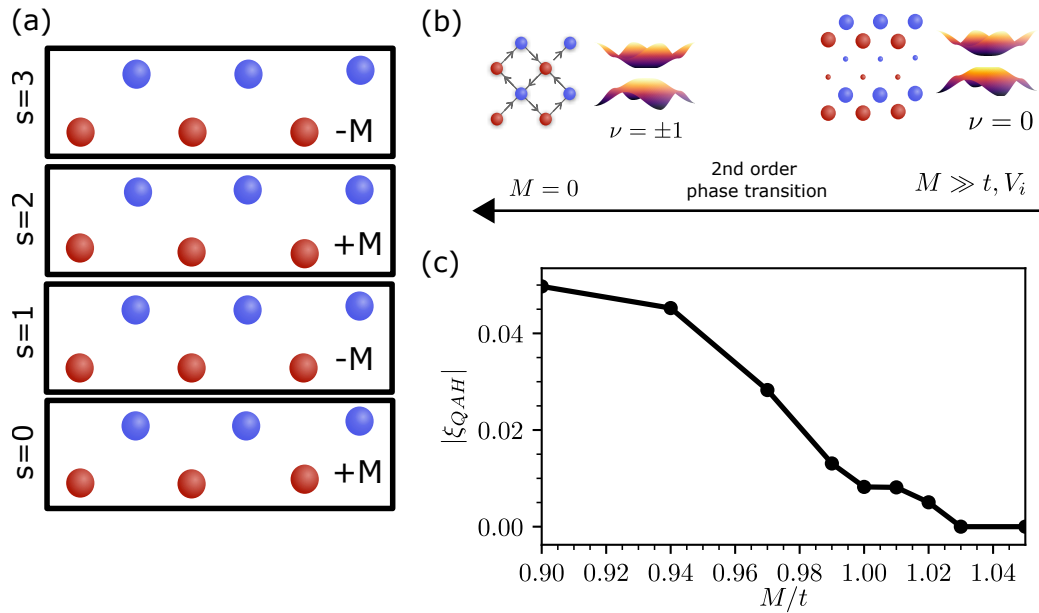 (a)
s=3
-M
s=2
+M
s=1
-M
s=0
+M
(b)
ν = ±1
ν = 0
M = 0
2nd order
phase transition
M ≫ t, V_i
(c)
|ξ_QAH|
0.04
0.02
0.00
0.90 0.92 0.94 0.96 0.98 1.00 1.02 1.04
M/t